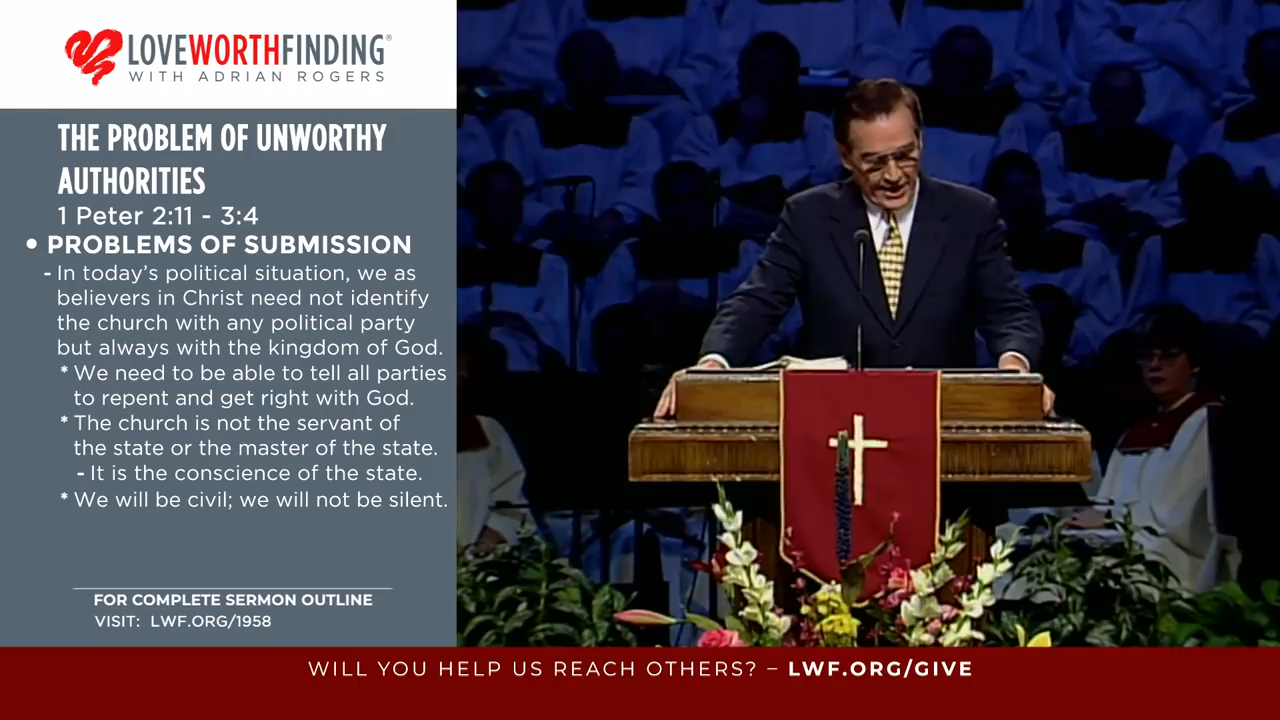 LOVEWORTHFINDING®
WITH ADRIAN ROGERS
THE PROBLEM OF UNWORTHY
AUTHORITIES
1 Peter 2:11 - 3:4
• PROBLEMS OF SUBMISSION
- In today's political situation, we as
believers in Christ need not identify
the church with any political party
but always with the kingdom of God.
* We need to be able to tell all parties
to repent and get right with God.
* The church is not the servant of
the state or the master of the state.
- It is the conscience of the state.
* We will be civil; we will not be silent.
FOR COMPLETE SERMON OUTLINE
VISIT: LWF.ORG/1958
WILL YOU HELP US REACH OTHERS? – LWF.ORG/GIVE